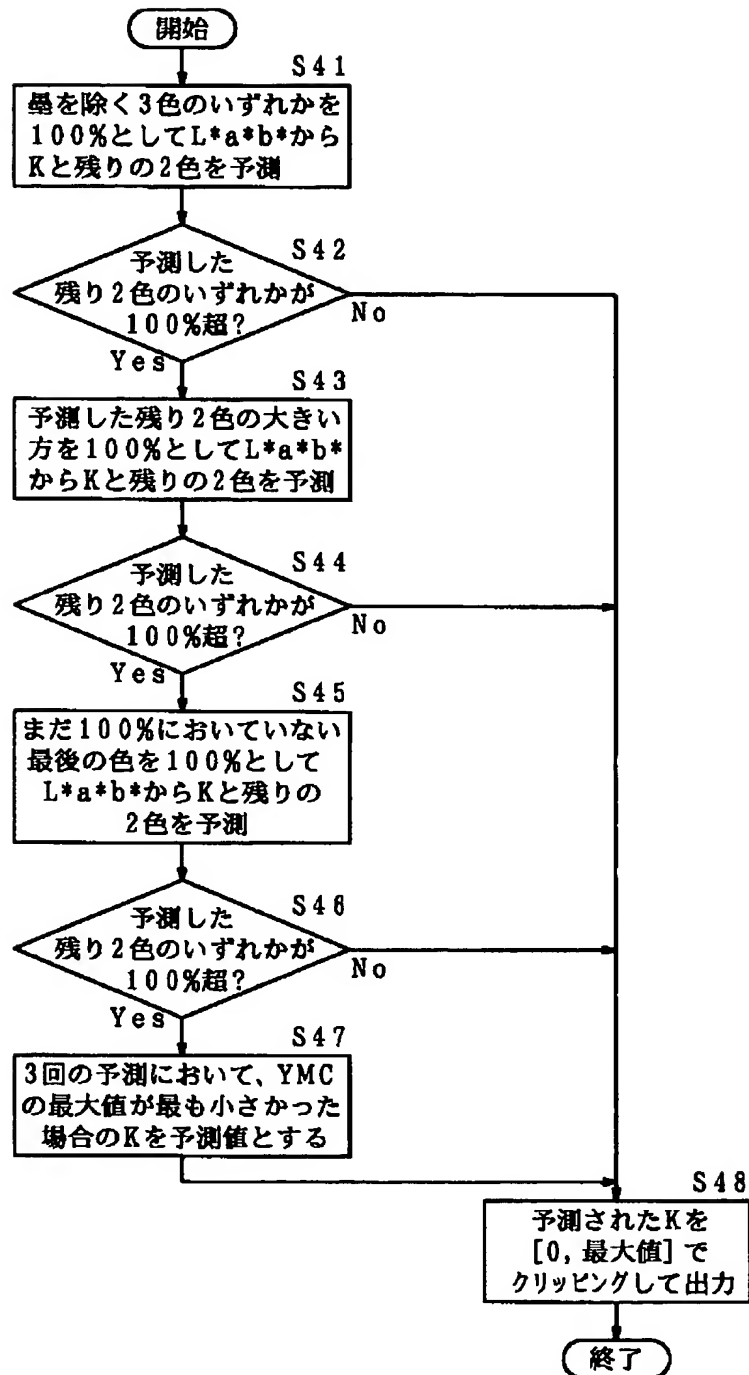 開始
S41
墨を除く3色のいずれかを
100%としてL*a*b*から
Kと残りの2色を予測
S42
予測した
残り2色のいずれかが
100%超?
No
Yes
S43
予測した残り2色の大きい
方を100%としてL*a*b*
からKと残りの2色を予測
S44
予測した
残り2色のいずれかが
100%超?
No
Yes
S45
まだ100%においていない
最後の色を100%として
L*a*b*からKと残りの
2色を予測
S46
予測した
残り2色のいずれかが
100%超?
No
Yes
S47
3回の予測において、YMC
の最大値が最も小さかった
場合のKを予測値とする
S48
予測されたKを
[0, 最大値]で
クリッピングして出力
終了